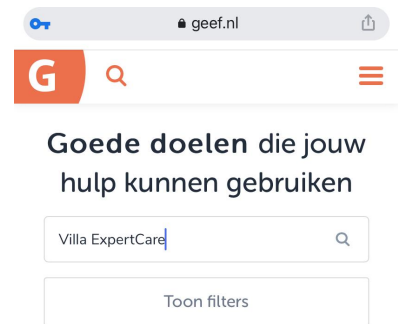 geef.nl
G
Goede doelen die jouw
hulp kunnen gebruiken
Villa ExpertCare
Toon filters